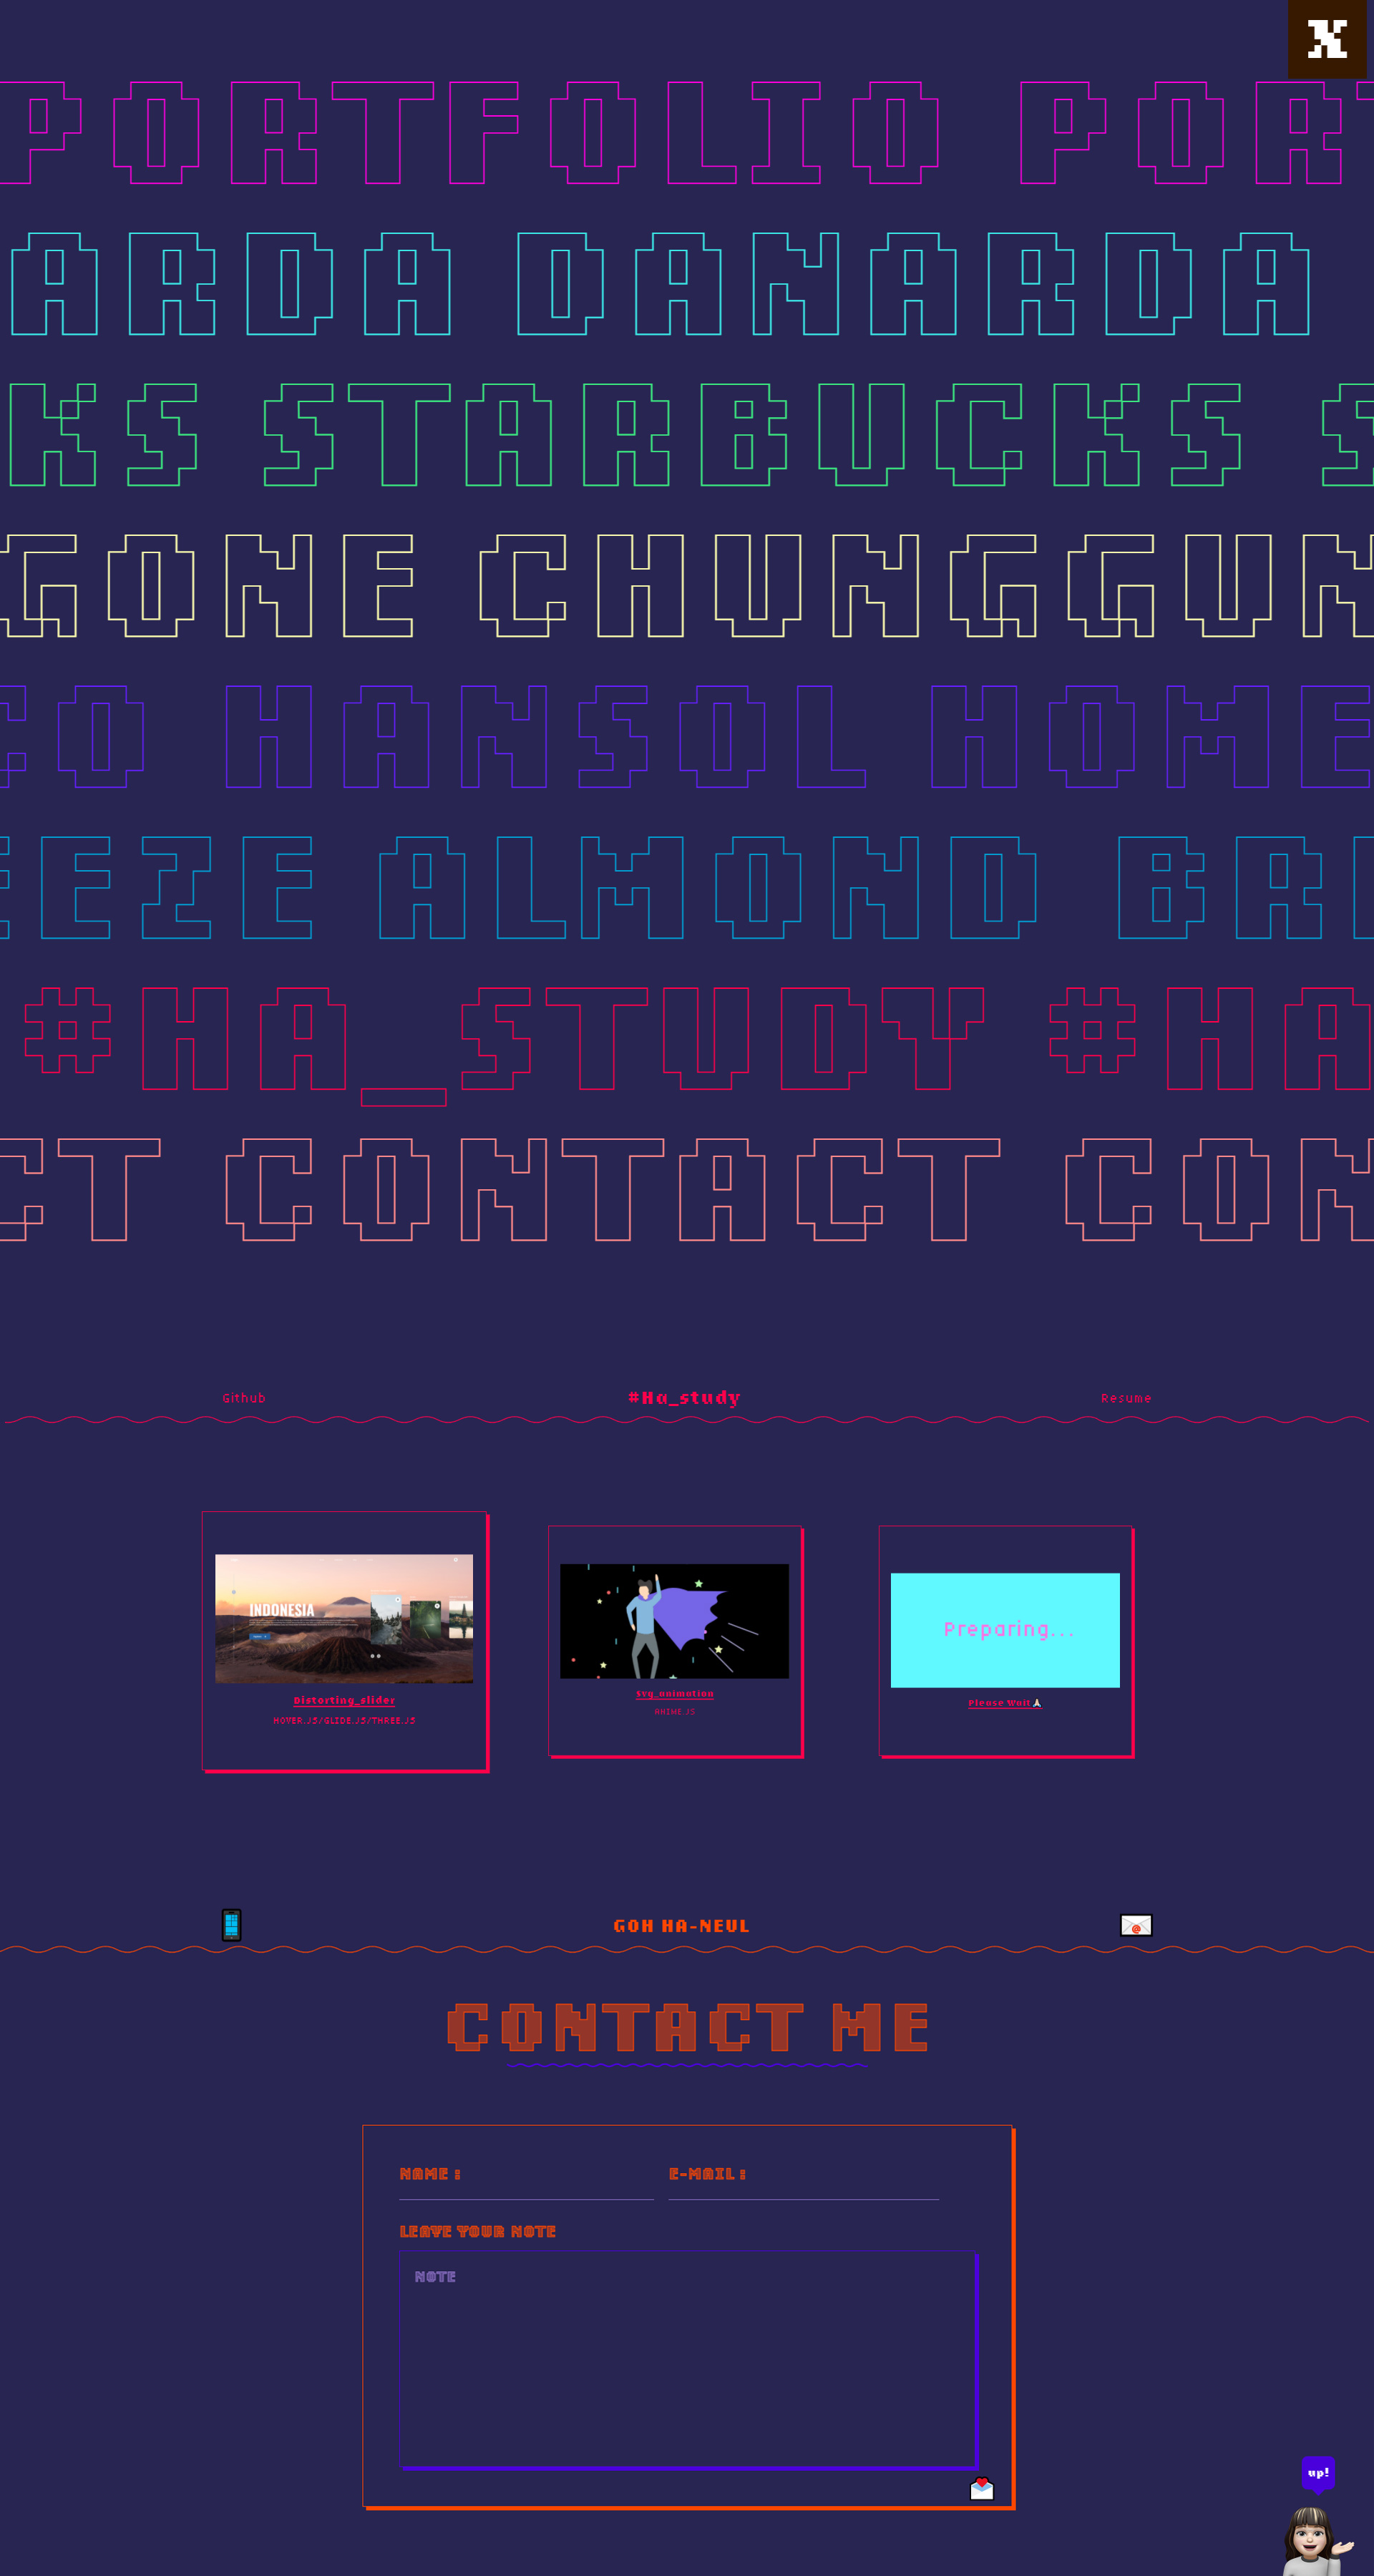 X
PORTFOLIO POR
ARDA DANARDA
KS STARBUCKS S
GONE CHUNGGUN
CO HANSOL HOME
EEZE ALMOND BR
#HA_STUDY #HA
CT CONTACT CON
Github #Ha_study Resume
INDONESIA
Distorting_slider
HOVER.JS/GLIDE.JS/THREE.JS
Svg_animation
ANIME.JS
Preparing...
Please Wait🙏
GOH HA-NEUL
CONTACT ME
NAME : E-MAIL :
LEAVE YOUR NOTE
NOTE
up!